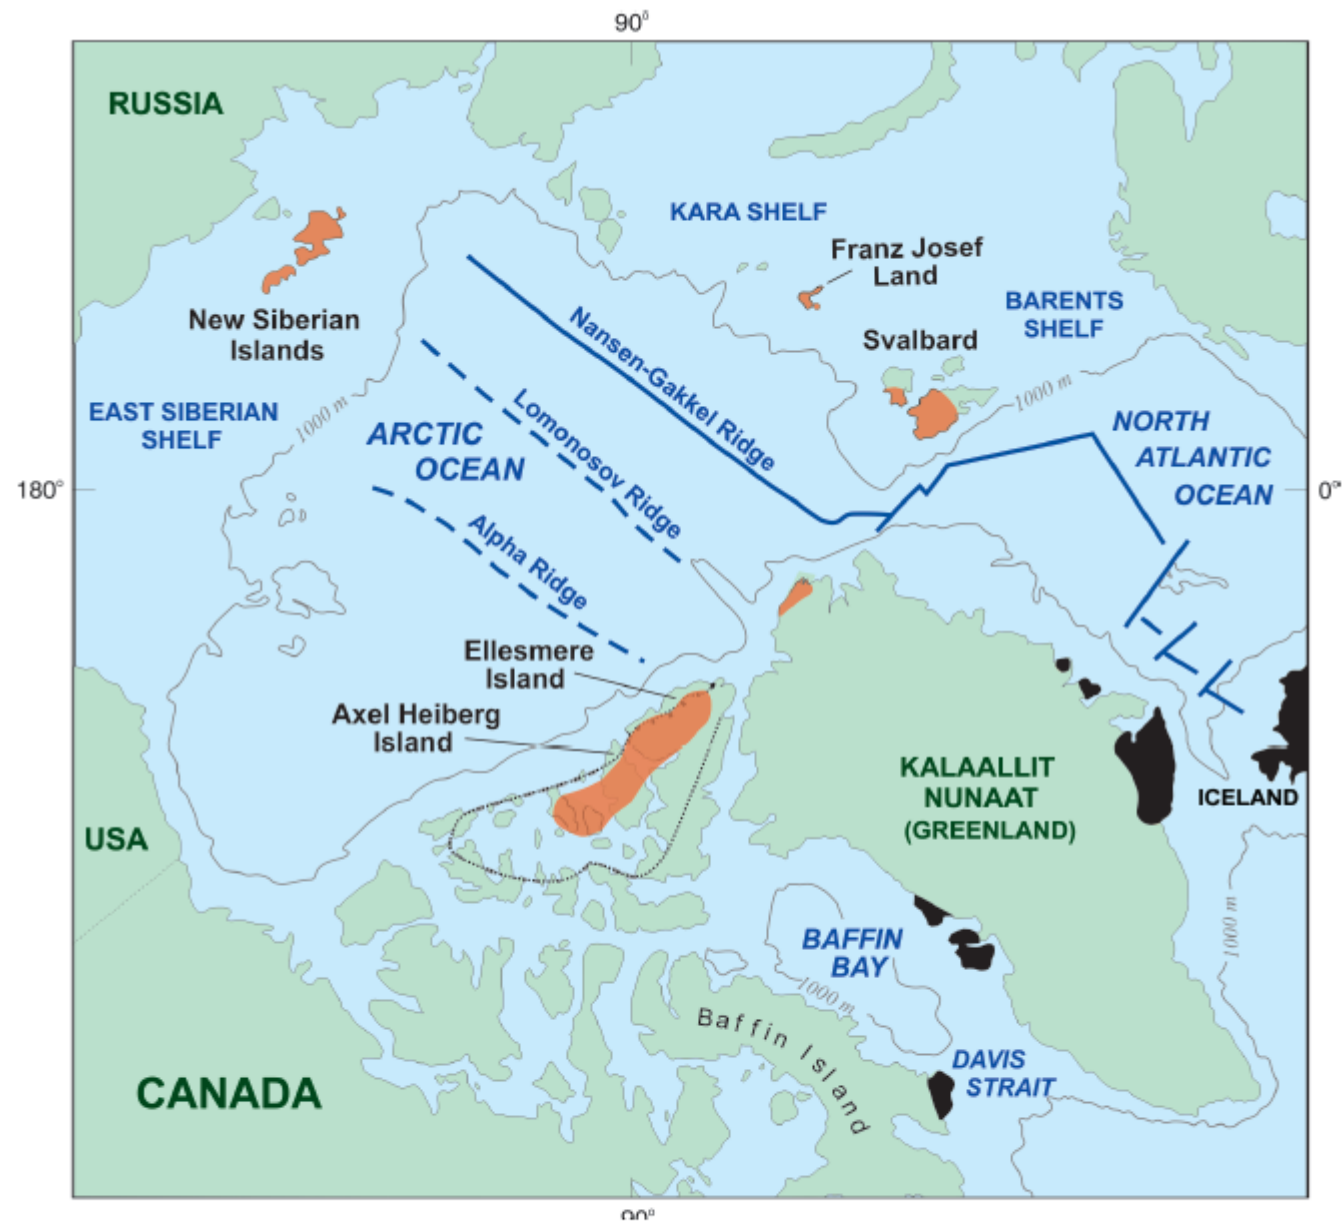 90°
RUSSIA
KARA SHELF
Franz Josef
Land
New Siberian
Islands
BARENTS
SHELF
Svalbard
Nansen-Gakkel Ridge
1000 m
EAST SIBERIAN
SHELF
1000 m
ARCTIC
OCEAN
Lomonosov Ridge
NORTH
ATLANTIC
OCEAN
180°
0°
Alpha Ridge
Ellesmere
Island
Axel Heiberg
Island
KALAALLIT
NUNAAT
(GREENLAND)
ICELAND
USA
BAFFIN
BAY
1000 m
1000 m
Baffin Island
DAVIS
STRAIT
CANADA
90°